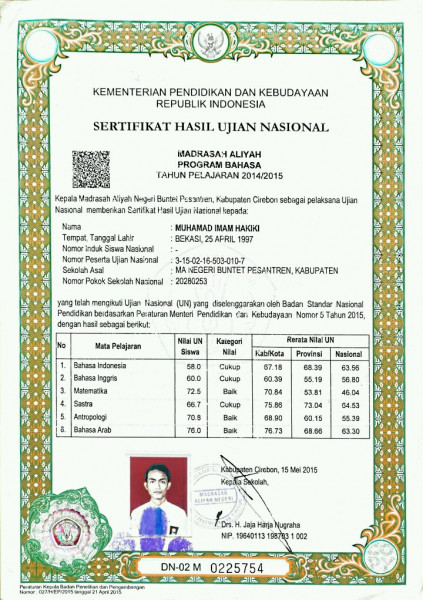 KEMENTERIAN PENDIDIKAN DAN KEBUDAYAAN
REPUBLIK INDONESIA
SERTIFIKAT HASIL UJIAN NASIONAL
MADRASAH ALIYAH
PROGRAM BAHASA
TAHUN PELAJARAN 2014/2015
Kepala Madrasah Aliyah Negeri Buntet Pesantren, Kabupaten Cirebon sebagai pelaksana Ujian
Nasional memberikan Sertifikat Hasil Ujian Nasional kepada:
Nama : MUHAMAD IMAM HAKIKI
Tempat, Tanggal Lahir : BEKASI, 25 APRIL 1997
Nomor Induk Siswa Nasional : -
Nomor Peserta Ujian Nasional : 3-15-02-16-503-010-7
Sekolah Asal : MA NEGERI BUNTET PESANTREN, KABUPATEN
Nomor Pokok Sekolah Nasional : 20280253
yang telah mengikuti Ujian Nasional (UN) yang diselenggarakan oleh Badan Standar Nasional
Pendidikan berdasarkan Peraturan Menteri Pendidikan dan Kebudayaan Nomor 5 Tahun 2015,
dengan hasil sebagai berikut:
No Mata Pelajaran Nilai UN Siswa Kategori Nilai Rerata Nilai UN
Kab/Kota Provinsi Nasional
1. Bahasa Indonesia 58.0 Cukup 67.18 68.39 63.56
2. Bahasa Inggris 60.0 Cukup 60.39 55.19 56.80
3. Matematika 72.5 Baik 70.84 53.81 46.04
4. Sastra 66.7 Cukup 75.86 73.04 64.53
5. Antropologi 70.8 Baik 68.90 60.15 55.39
6. Bahasa Arab 76.0 Baik 76.73 68.66 63.30
Kabupaten Cirebon, 15 Mei 2015
Kepala Sekolah,
MADRASAH
ALIYAH NEGERI
Drs. H. Jaja Harja Nugraha
NIP. 19640113 198703 1 002
DN-02 M 0225754
Peraturan Kepala Badan Penelitian dan Pengembangan
Nomor : 027/H/EP/2015 tanggal 21 April 2015